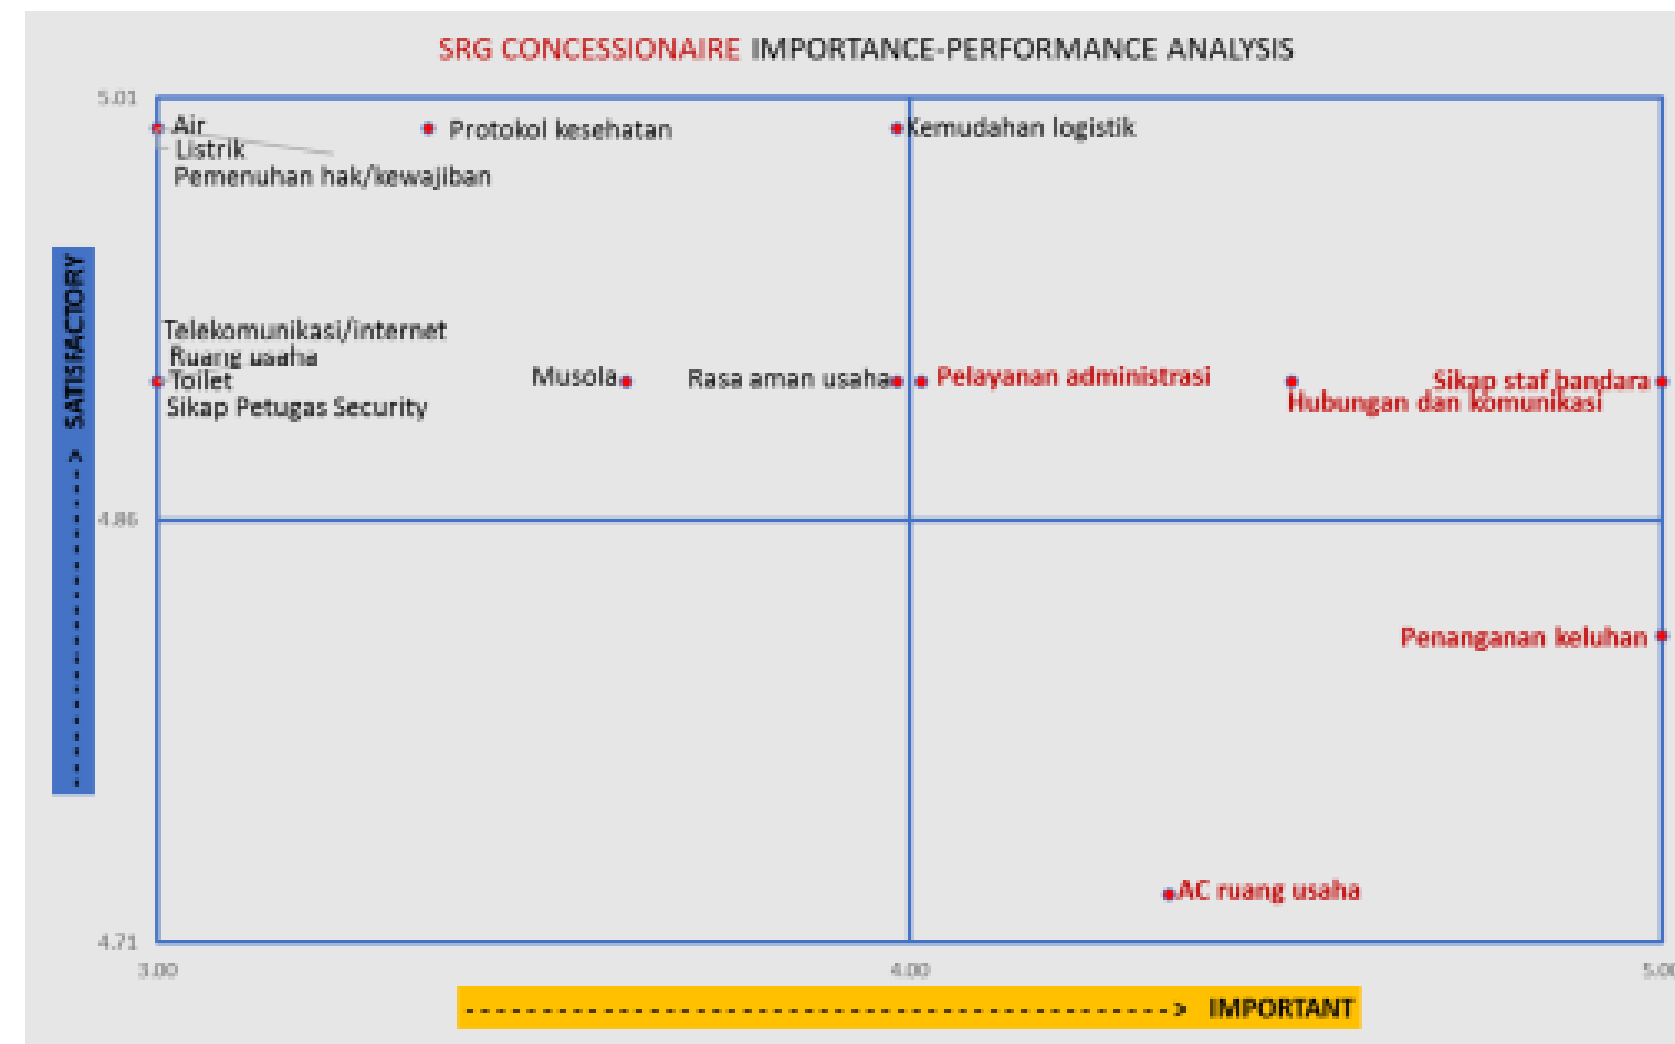 SRG CONCESSIONAIRE IMPORTANCE-PERFORMANCE ANALYSIS
5.01
Air
Protokol kesehatan
Kemudahan logistik
Listrik
Pemenuhan hak/kewajiban
SATISFACTORY
Telekomunikasi/internet
Ruang usaha
Toilet
Musola
Rasa aman usaha
Pelayanan administrasi
Sikap staf bandara
Sikap Petugas Security
Hubungan dan komunikasi
4.86
Penanganan keluhan
AC ruang usaha
4.71
3.00
4.00
5.00
--------------------> IMPORTANT